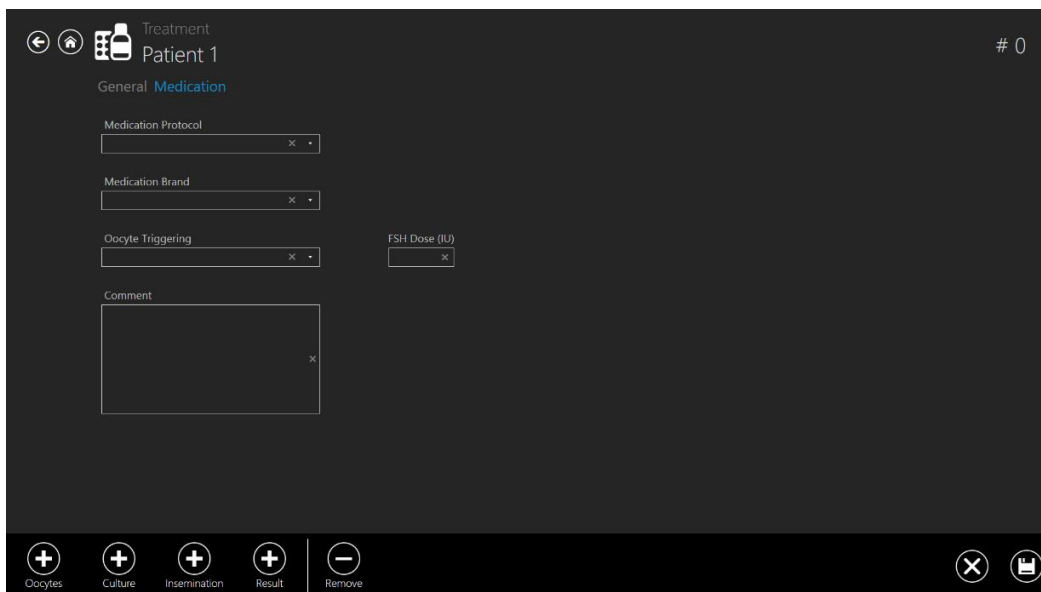 Treatment
Patient 1
# 0
General Medication
Medication Protocol
Medication Brand
Oocyte Triggering
FSH Dose (IU)
Comment
Oocytes
Culture
Insemination
Result
Remove